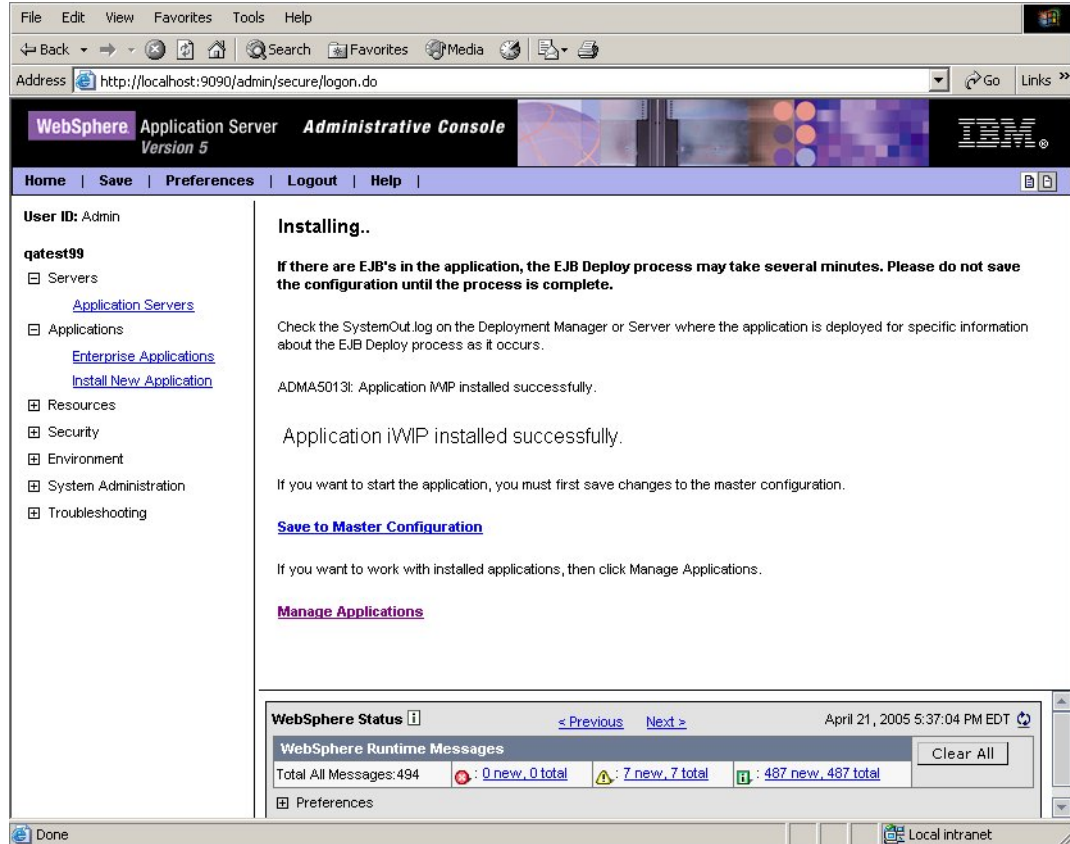 File Edit View Favorites Tools Help
Back Search Favorites Media
Address http://localhost:9090/admin/secure/logon.do Go Links »
WebSphere Application Server Administrative Console
Version 5
IBM®
Home | Save | Preferences | Logout | Help |
User ID: Admin
qatest99
Servers
Application Servers
Applications
Enterprise Applications
Install New Application
Resources
Security
Environment
System Administration
Troubleshooting
Installing..
If there are EJB's in the application, the EJB Deploy process may take several minutes. Please do not save
the configuration until the process is complete.
Check the SystemOut.log on the Deployment Manager or Server where the application is deployed for specific information
about the EJB Deploy process as it occurs.
ADMA5013I: Application iWIP installed successfully.
Application iWIP installed successfully.
If you want to start the application, you must first save changes to the master configuration.
Save to Master Configuration
If you want to work with installed applications, then click Manage Applications.
Manage Applications
WebSphere Status i < Previous Next > April 21, 2005 5:37:04 PM EDT
WebSphere Runtime Messages
Clear All
Total All Messages:494 : 0 new, 0 total : 7 new, 7 total : 487 new, 487 total
Preferences
Done Local intranet